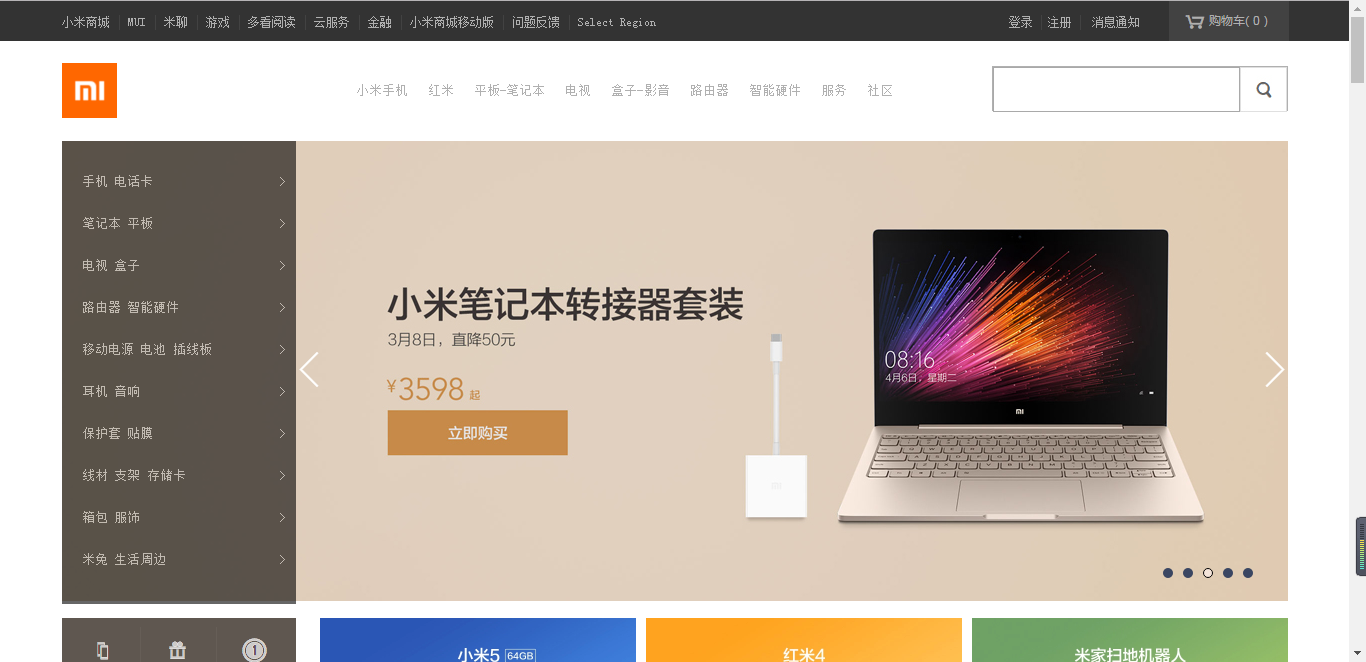 小米商城 MUI 米聊 游戏 多看阅读 云服务 金融 小米商城移动版 问题反馈 Select Region 登录 注册 消息通知 购物车( 0 )
mi 小米手机 红米 平板-笔记本 电视 盒子-影音 路由器 智能硬件 服务 社区
手机 电话卡
笔记本 平板
电视 盒子
路由器 智能硬件
移动电源 电池 插线板
耳机 音响
保护套 贴膜
线材 支架 存储卡
箱包 服饰
米兔 生活周边
小米笔记本转接器套装
3月8日，直降50元
¥3598 起
立即购买
08:16
4月6日，星期二
mi
小米5 64GB
红米4
米家扫地机器人